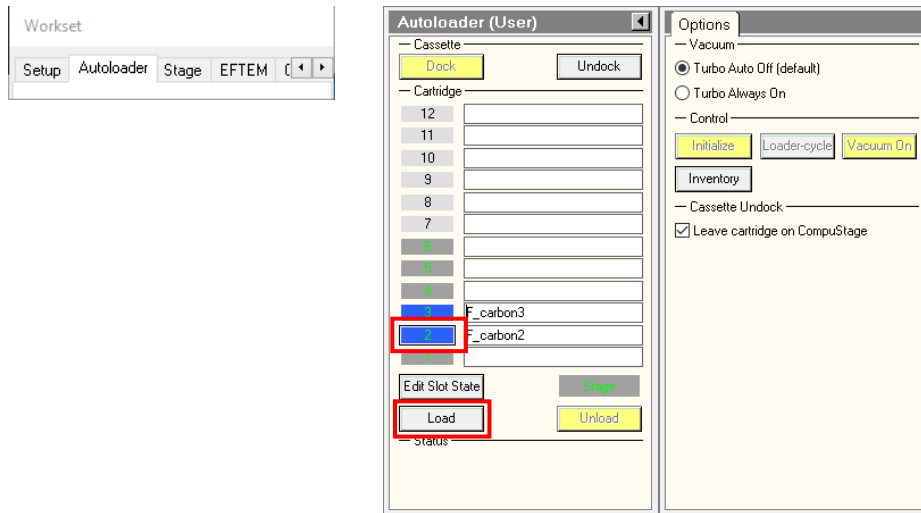 Workset
Setup Autoloader Stage EFTEM
Autoloader (User)
Cassette
Dock Undock
Cartridge
12
11
10
9
8
7
6
5
4
3 F_carbon3
2 F_carbon2
1
Edit Slot State Stage
Load Unload
Status
Options
Vacuum
Turbo Auto Off (default)
Turbo Always On
Control
Initialize Loader-cycle Vacuum On
Inventory
Cassette Undock
Leave cartridge on CompuStage